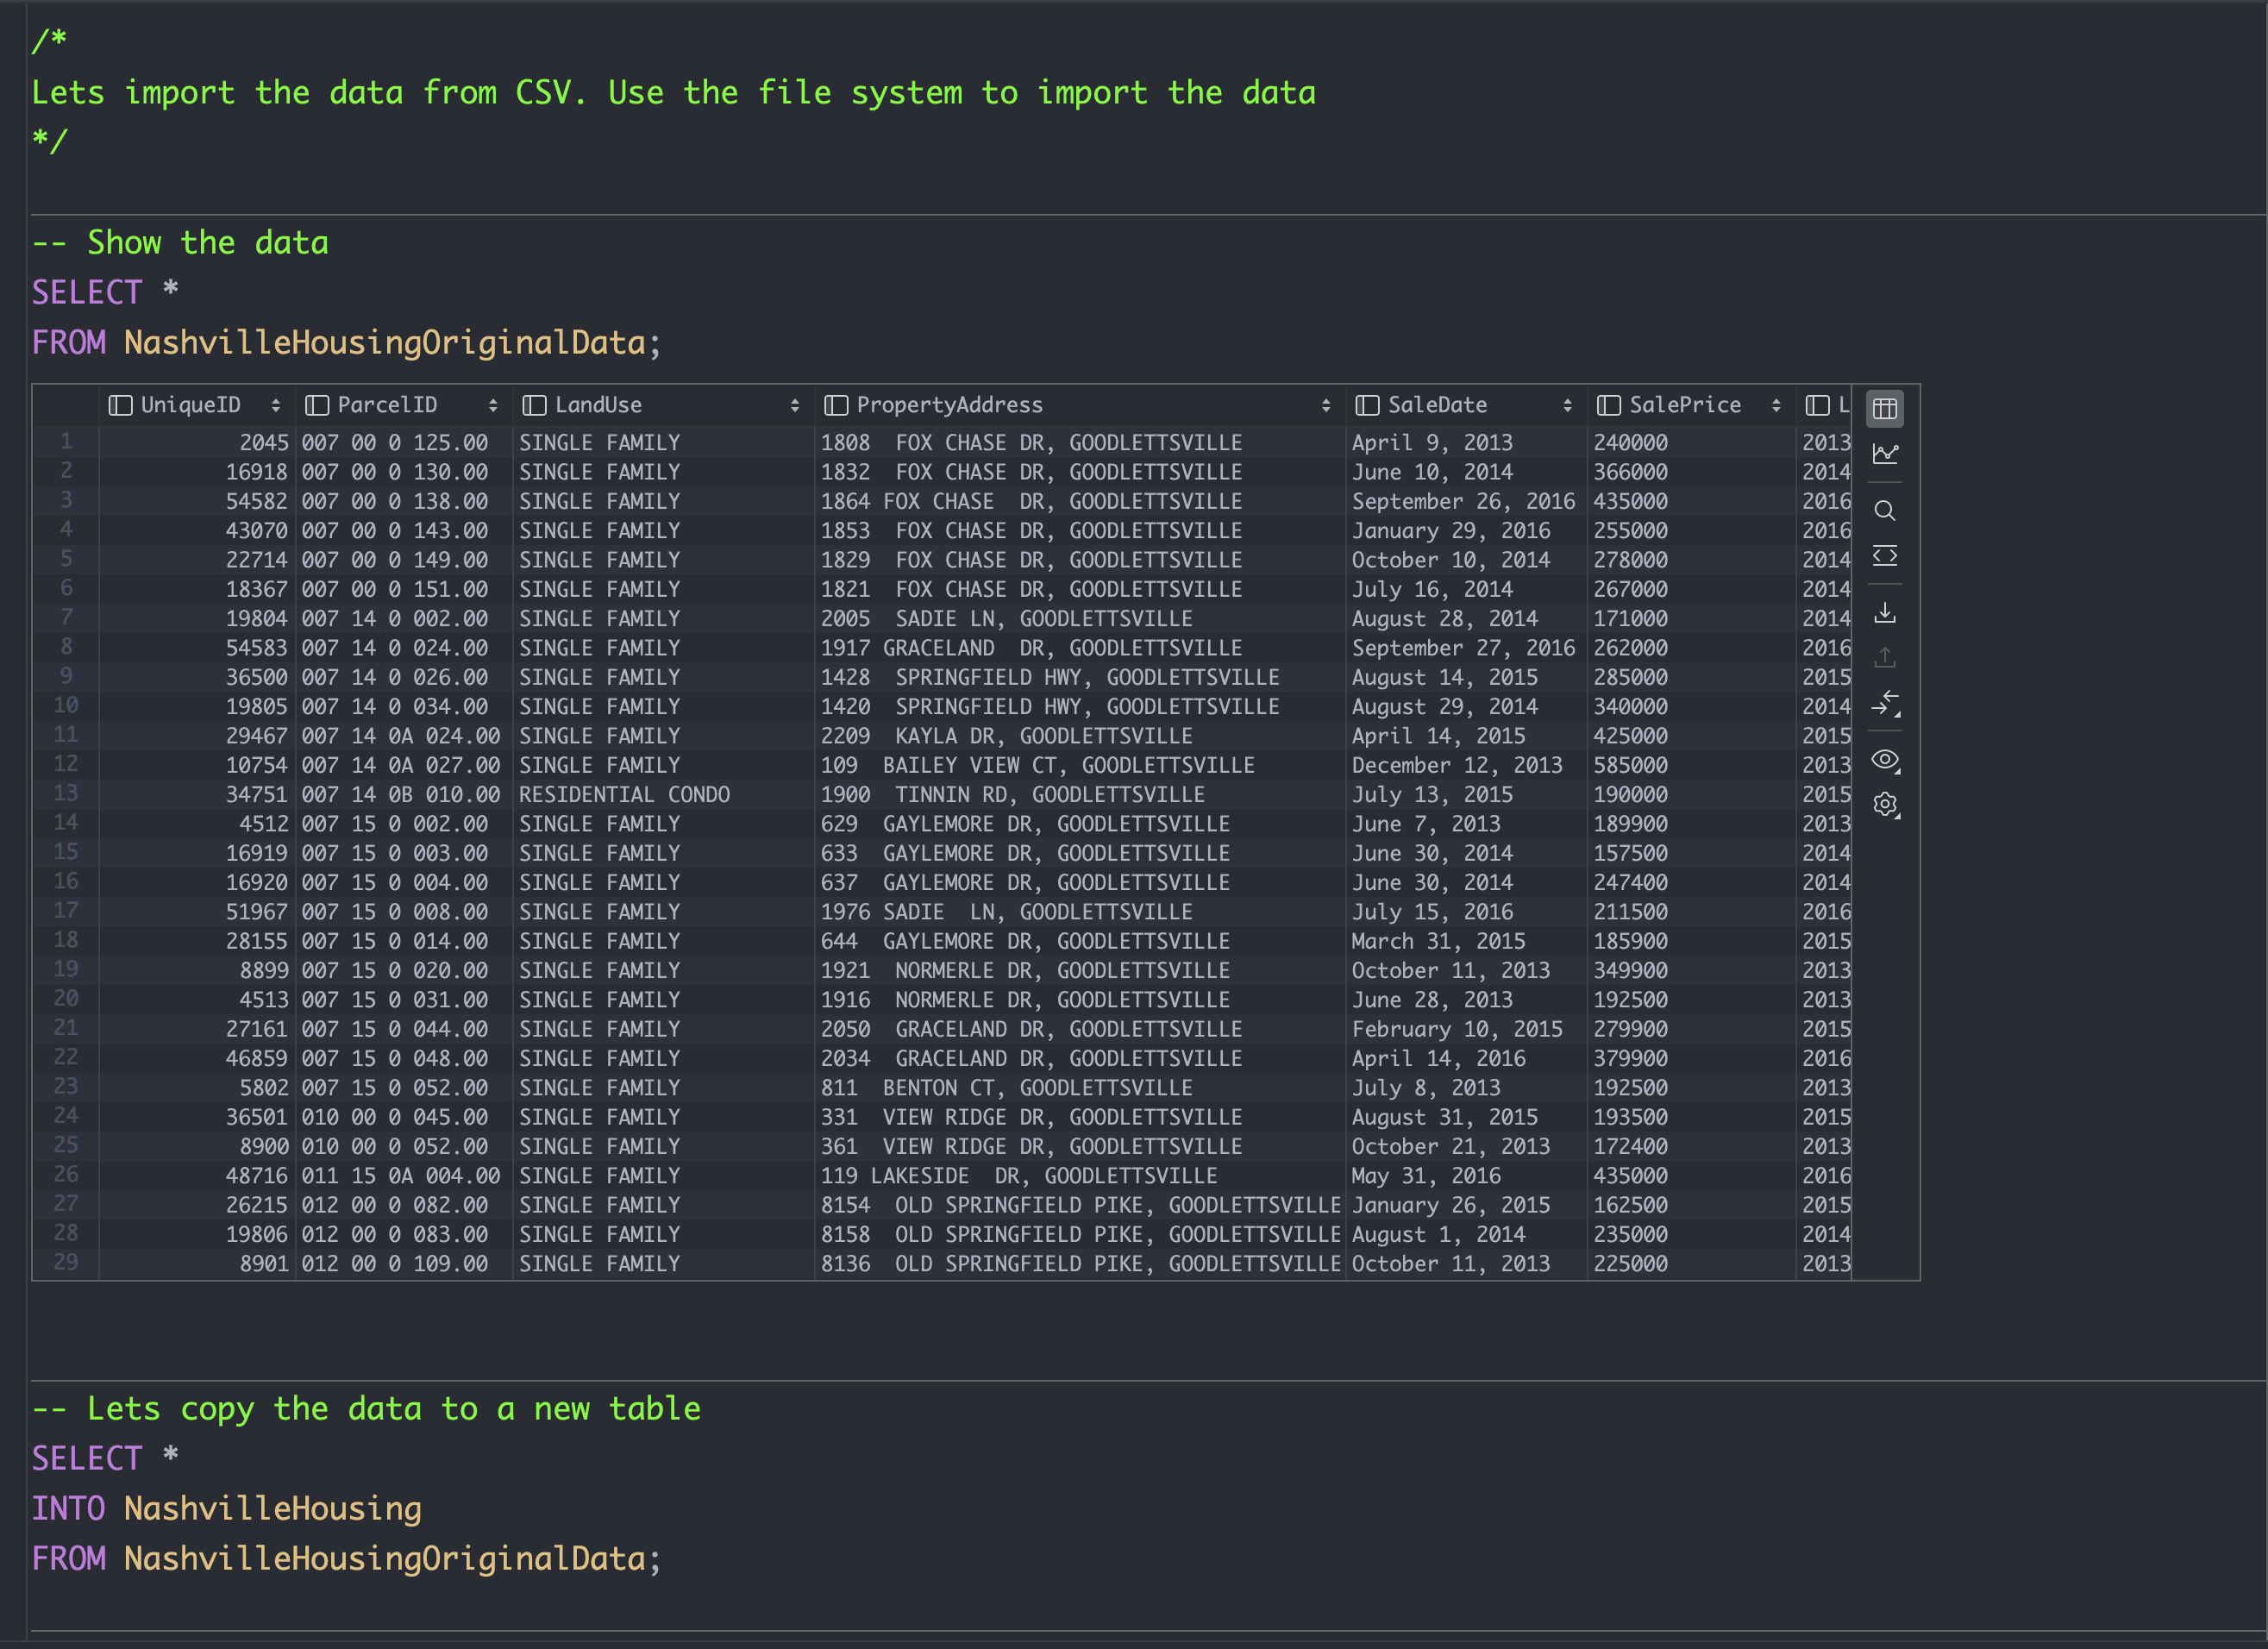 /*
Lets import the data from CSV. Use the file system to import the data
*/
-- Show the data
SELECT *
FROM NashvilleHousingOriginalData;
UniqueID ParcelID LandUse PropertyAddress SaleDate SalePrice L
1 2045 007 00 0 125.00 SINGLE FAMILY 1808  FOX CHASE DR, GOODLETTSVILLE April 9, 2013 240000 2013
2 16918 007 00 0 130.00 SINGLE FAMILY 1832  FOX CHASE DR, GOODLETTSVILLE June 10, 2014 366000 2014
3 54582 007 00 0 138.00 SINGLE FAMILY 1864 FOX CHASE  DR, GOODLETTSVILLE September 26, 2016 435000 2016
4 43070 007 00 0 143.00 SINGLE FAMILY 1853  FOX CHASE DR, GOODLETTSVILLE January 29, 2016 255000 2016
5 22714 007 00 0 149.00 SINGLE FAMILY 1829  FOX CHASE DR, GOODLETTSVILLE October 10, 2014 278000 2014
6 18367 007 00 0 151.00 SINGLE FAMILY 1821  FOX CHASE DR, GOODLETTSVILLE July 16, 2014 267000 2014
7 19804 007 14 0 002.00 SINGLE FAMILY 2005  SADIE LN, GOODLETTSVILLE August 28, 2014 171000 2014
8 54583 007 14 0 024.00 SINGLE FAMILY 1917 GRACELAND  DR, GOODLETTSVILLE September 27, 2016 262000 2016
9 36500 007 14 0 026.00 SINGLE FAMILY 1428  SPRINGFIELD HWY, GOODLETTSVILLE August 14, 2015 285000 2015
10 19805 007 14 0 034.00 SINGLE FAMILY 1420  SPRINGFIELD HWY, GOODLETTSVILLE August 29, 2014 340000 2014
11 29467 007 14 0A 024.00 SINGLE FAMILY 2209  KAYLA DR, GOODLETTSVILLE April 14, 2015 425000 2015
12 10754 007 14 0A 027.00 SINGLE FAMILY 109  BAILEY VIEW CT, GOODLETTSVILLE December 12, 2013 585000 2013
13 34751 007 14 0B 010.00 RESIDENTIAL CONDO 1900  TINNIN RD, GOODLETTSVILLE July 13, 2015 190000 2015
14 4512 007 15 0 002.00 SINGLE FAMILY 629  GAYLEMORE DR, GOODLETTSVILLE June 7, 2013 189900 2013
15 16919 007 15 0 003.00 SINGLE FAMILY 633  GAYLEMORE DR, GOODLETTSVILLE June 30, 2014 157500 2014
16 16920 007 15 0 004.00 SINGLE FAMILY 637  GAYLEMORE DR, GOODLETTSVILLE June 30, 2014 247400 2014
17 51967 007 15 0 008.00 SINGLE FAMILY 1976 SADIE  LN, GOODLETTSVILLE July 15, 2016 211500 2016
18 28155 007 15 0 014.00 SINGLE FAMILY 644  GAYLEMORE DR, GOODLETTSVILLE March 31, 2015 185900 2015
19 8899 007 15 0 020.00 SINGLE FAMILY 1921  NORMERLE DR, GOODLETTSVILLE October 11, 2013 349900 2013
20 4513 007 15 0 031.00 SINGLE FAMILY 1916  NORMERLE DR, GOODLETTSVILLE June 28, 2013 192500 2013
21 27161 007 15 0 044.00 SINGLE FAMILY 2050  GRACELAND DR, GOODLETTSVILLE February 10, 2015 279900 2015
22 46859 007 15 0 048.00 SINGLE FAMILY 2034  GRACELAND DR, GOODLETTSVILLE April 14, 2016 379900 2016
23 5802 007 15 0 052.00 SINGLE FAMILY 811  BENTON CT, GOODLETTSVILLE July 8, 2013 192500 2013
24 36501 010 00 0 045.00 SINGLE FAMILY 331  VIEW RIDGE DR, GOODLETTSVILLE August 31, 2015 193500 2015
25 8900 010 00 0 052.00 SINGLE FAMILY 361  VIEW RIDGE DR, GOODLETTSVILLE October 21, 2013 172400 2013
26 48716 011 15 0A 004.00 SINGLE FAMILY 119 LAKESIDE  DR, GOODLETTSVILLE May 31, 2016 435000 2016
27 26215 012 00 0 082.00 SINGLE FAMILY 8154  OLD SPRINGFIELD PIKE, GOODLETTSVILLE January 26, 2015 162500 2015
28 19806 012 00 0 083.00 SINGLE FAMILY 8158  OLD SPRINGFIELD PIKE, GOODLETTSVILLE August 1, 2014 235000 2014
29 8901 012 00 0 109.00 SINGLE FAMILY 8136  OLD SPRINGFIELD PIKE, GOODLETTSVILLE October 11, 2013 225000 2013
-- Lets copy the data to a new table
SELECT *
INTO NashvilleHousing
FROM NashvilleHousingOriginalData;